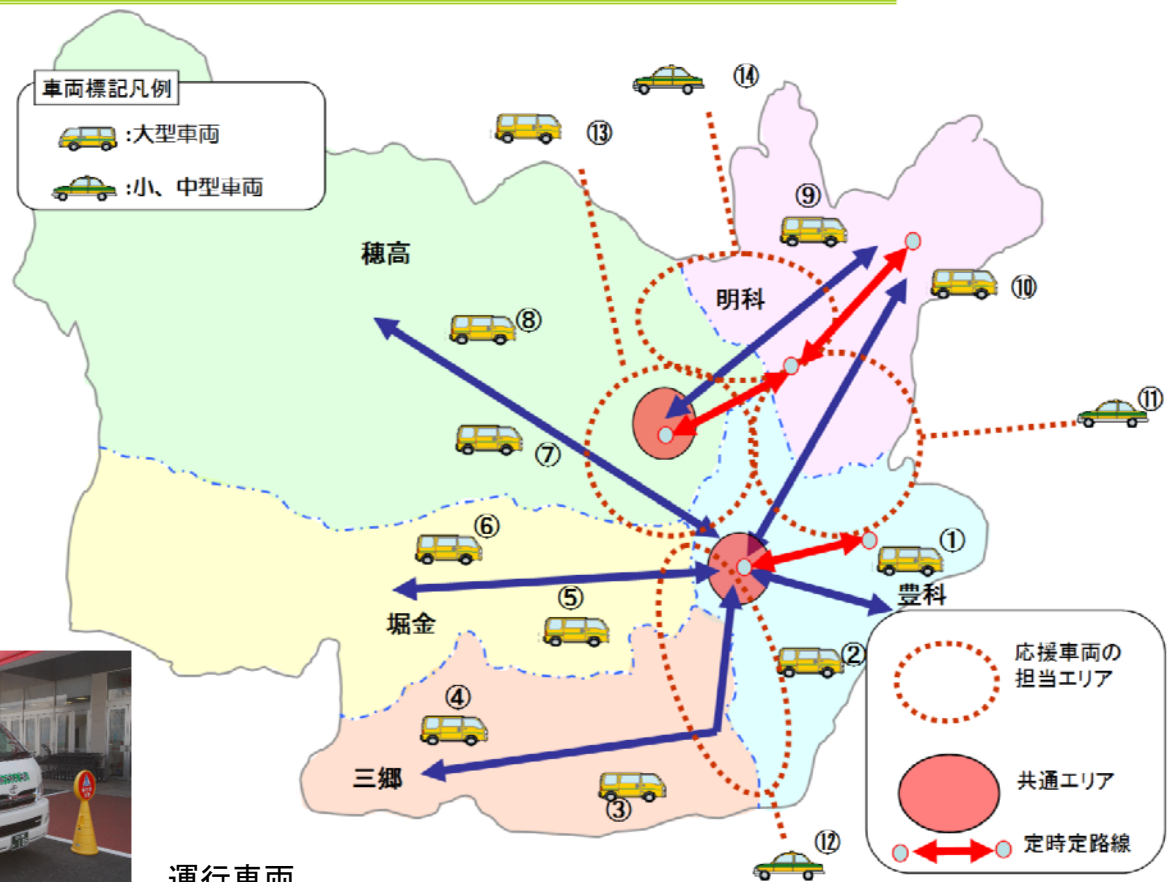 車両標記凡例
:大型車両
:小、中型車両
⑭
⑬
⑨
穂高
明科
⑩
⑧
⑪
⑦
⑥
①
豊科
⑤
堀金
②
④
三郷
③
⑫
応援車両の
担当エリア
共通エリア
定時定路線
運行車両